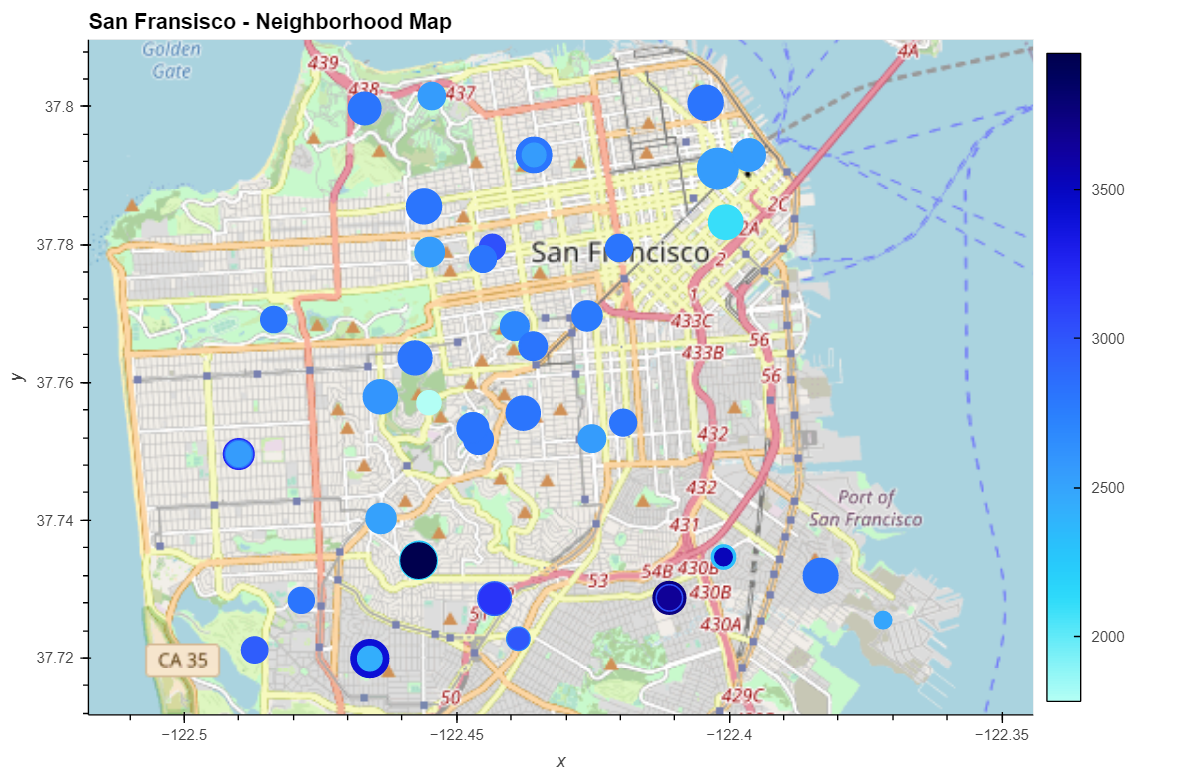 San Fransisco - Neighborhood Map
Golden
Gate
439
438
437
4A
2C
2A
San Fr ncisco
2
1
433C
433B
56
56
432
432
431
Port of
San Francisco
54B
430B
53
430B
430A
CA 35
50
429C
37.8
37.78
37.76
37.74
37.72
y
−122.5
−122.45
−122.4
−122.35
x
3500
3000
2500
2000